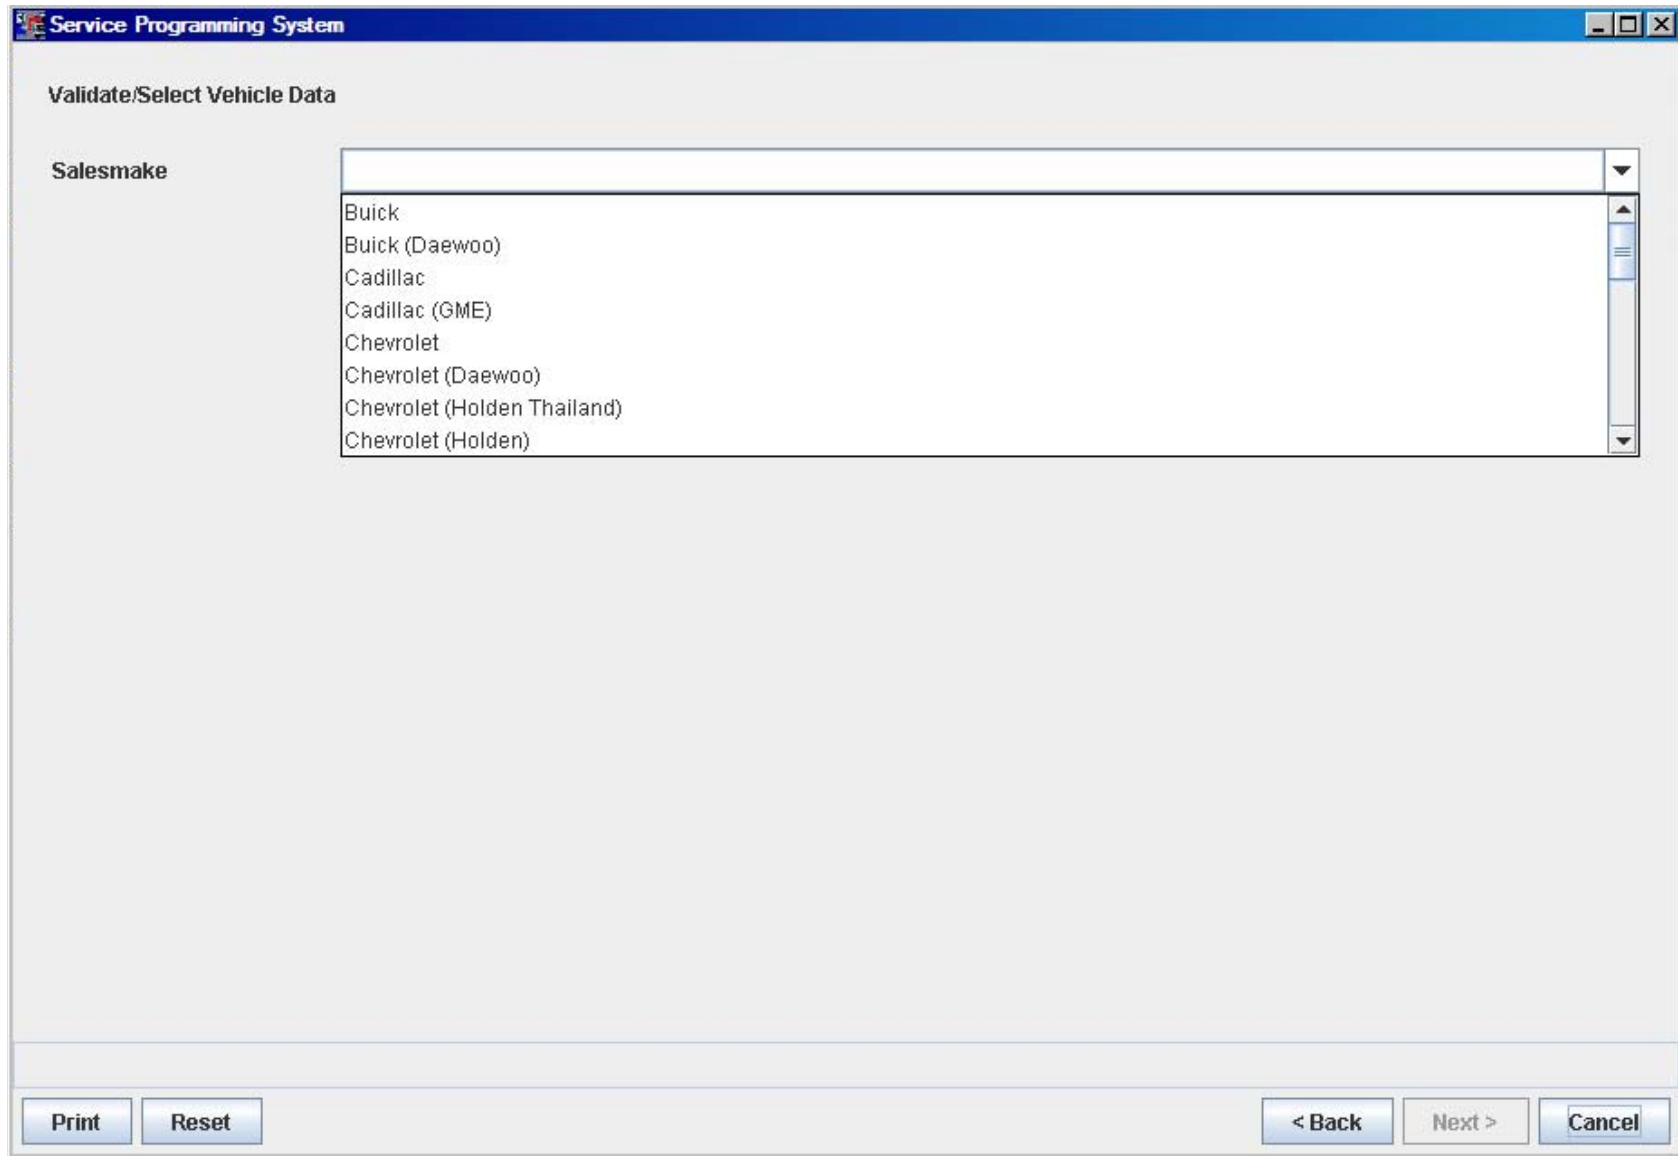 Service Programming System
Validate/Select Vehicle Data
Salesmake
Buick
Buick (Daewoo)
Cadillac
Cadillac (GME)
Chevrolet
Chevrolet (Daewoo)
Chevrolet (Holden Thailand)
Chevrolet (Holden)
Print Reset < Back Next > Cancel